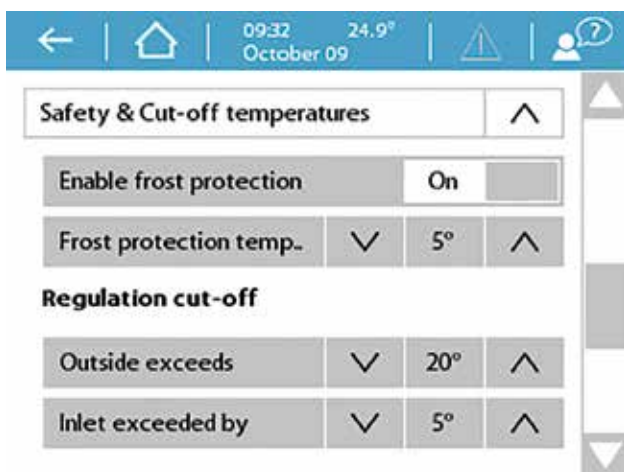 09:32 24.9°
October 09
?
Safety & Cut-off temperatures
Enable frost protection On
Frost protection temp.. 5°
Regulation cut-off
Outside exceeds 20°
Inlet exceeded by 5°